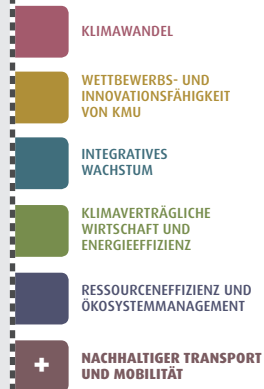 KLIMAWANDEL
WETTBEWERBS- UND
INNOVATIONSFÄHIGKEIT
VON KMU
INTEGRATIVES
WACHSTUM
KLIMAVERTRÄGLICHE
WIRTSCHAFT UND
ENERGIEEFFIZIENZ
RESSOURCENEFFIZIENZ UND
ÖKOSYSTEMMANAGEMENT
+ NACHHALTIGER TRANSPORT
UND MOBILITÄT